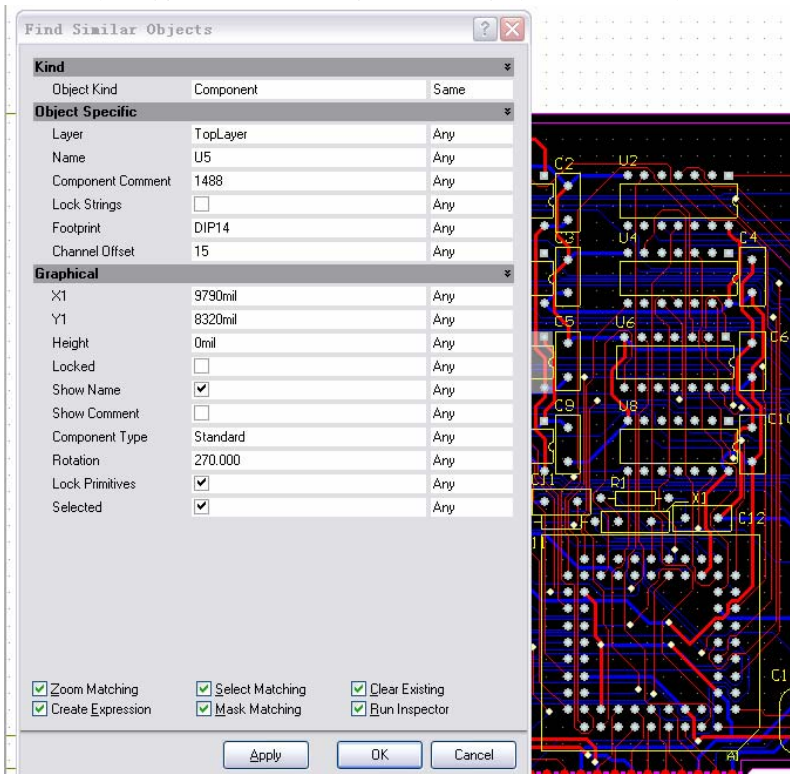 Find Similar Objects
Kind
Object Kind Component Same
Object Specific
Layer TopLayer Any
Name U5 Any
Component Comment 1488 Any
Lock Strings Any
Footprint DIP14 Any
Channel Offset 15 Any
Graphical
X1 9790mil Any
Y1 8320mil Any
Height 0mil Any
Locked Any
Show Name Any
Show Comment Any
Component Type Standard Any
Rotation 270.000 Any
Lock Primitives Any
Selected Any
Zoom Matching Select Matching Clear Existing
Create Expression Mask Matching Run Inspector
Apply OK Cancel
C2 U2
C3 U4 C4
C5 U6 C6
C9 U8 C10
C11 R1 X1
C12
C1